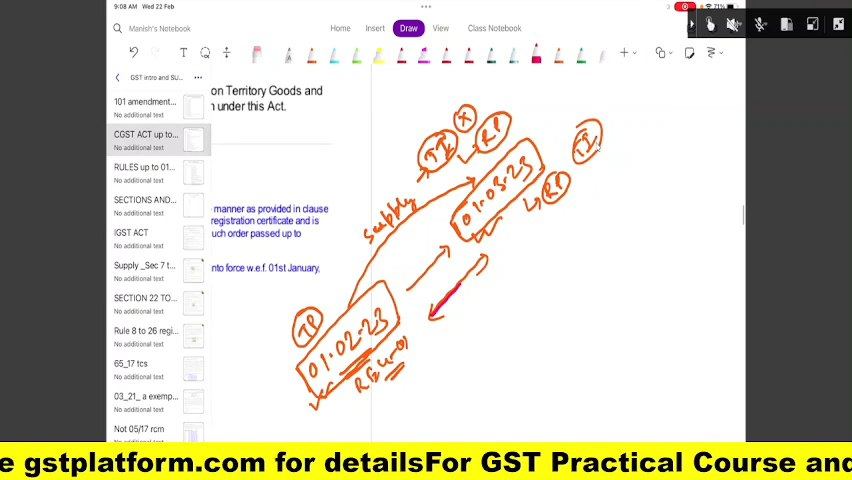 9:08 AM Wed 22 Feb
71%
Manish's Notebook
Home Insert Draw View Class Notebook
GST intro and SU...
101 amendment...
No additional text
CGST ACT up to...
No additional text
RULES up to 01...
No additional text
SECTIONS AND...
No additional text
IGST ACT
No additional text
Supply _Sec 7 t...
No additional text
SECTION 22 TO...
No additional text
Rule 8 to 26 regi...
No additional text
65_17 tcs
No additional text
03_21_ a exemp...
No additional text
Not 05/17 rcm
No additional text
on Territory Goods and
n under this Act.
e manner as provided in clause
registration certificate and is
such order passed up to
nto force w.e.f. 01st January,
X
RP
TI
01.03.23
RP
supply
TP
01.02.23
e gstplatform.com for detailsFor GST Practical Course and